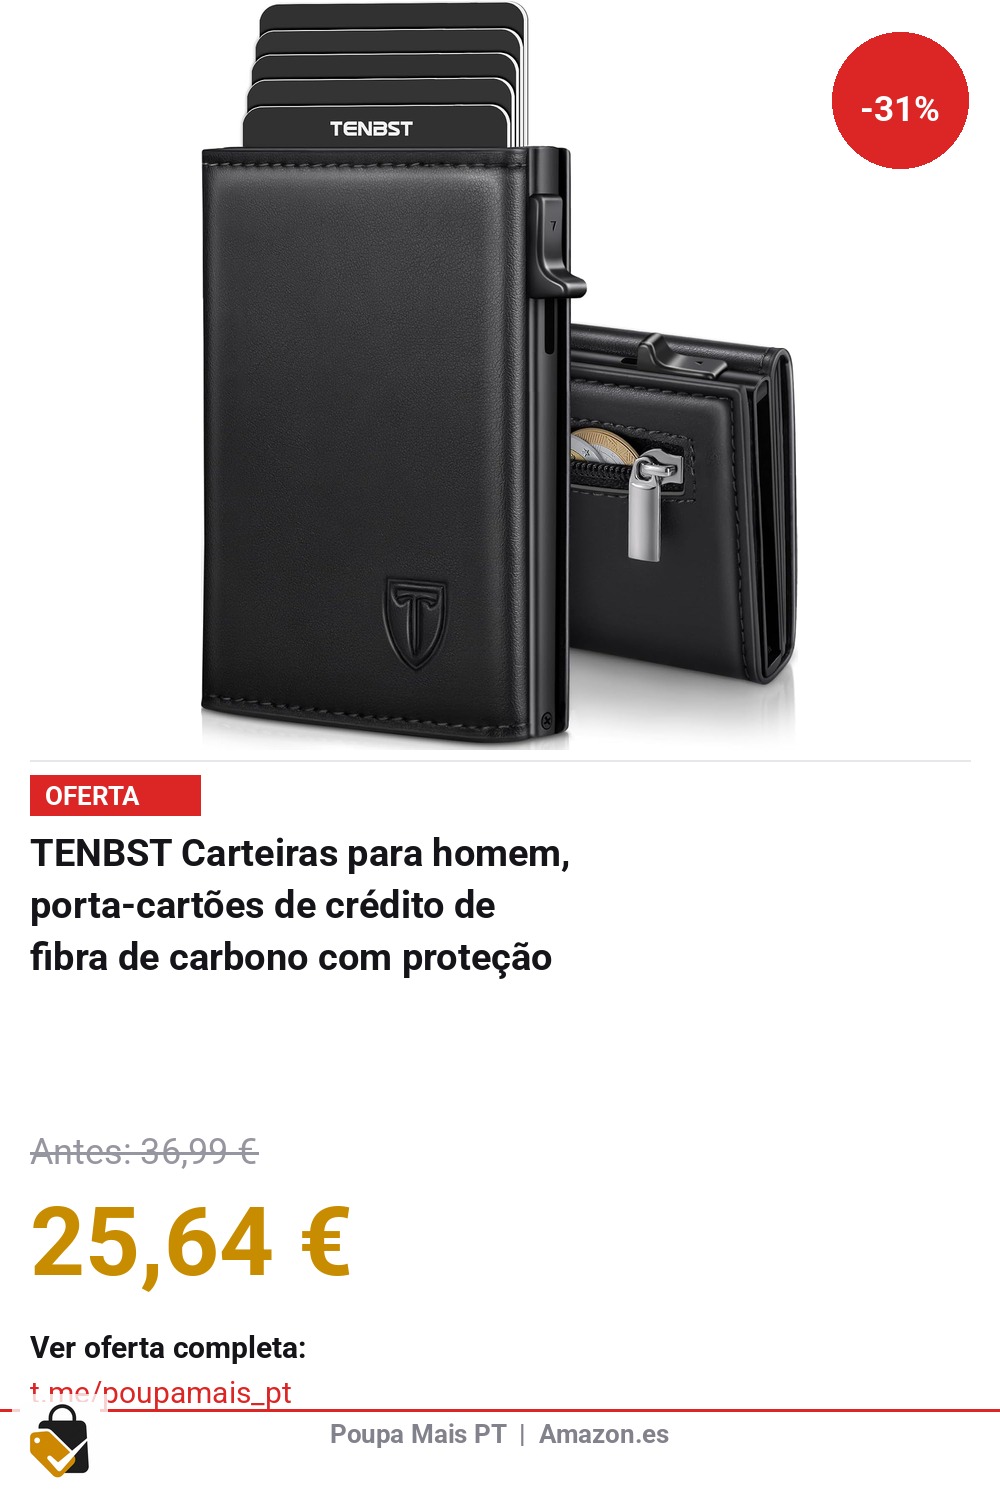 TENBST
-31%
OFERTA
TENBST Carteiras para homem,
porta-cartões de crédito de
fibra de carbono com proteção
Antes: 36,99 €
25,64 €
Ver oferta completa:
t.me/poupamais_pt
Poupa Mais PT | Amazon.es